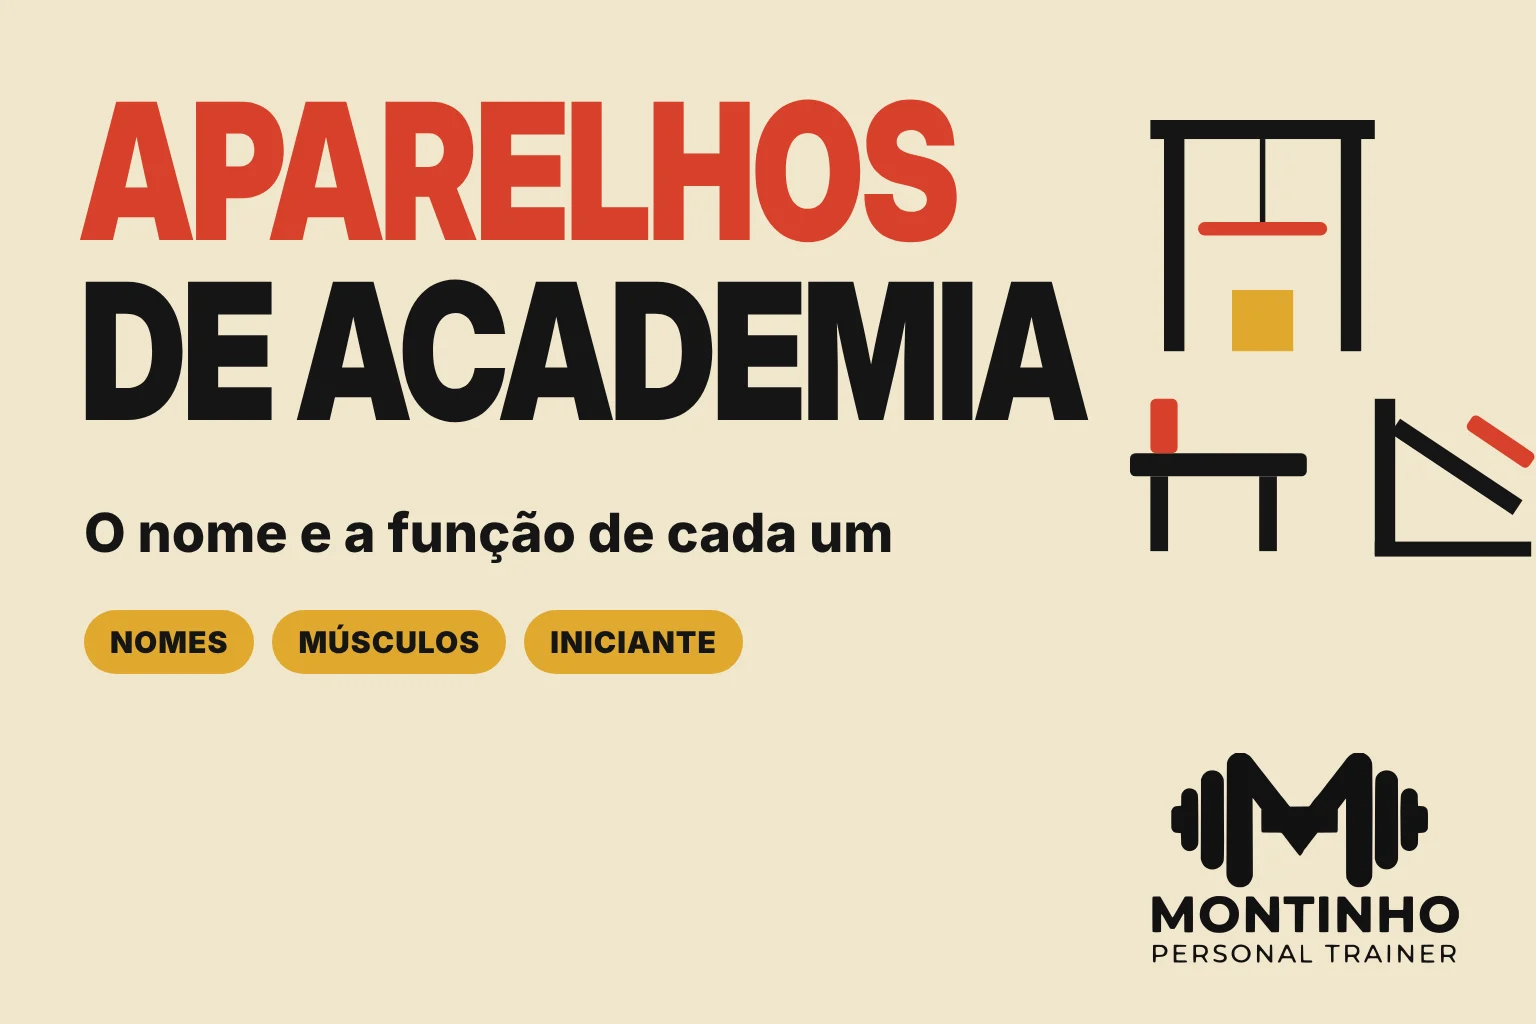 APARELHOS
DE ACADEMIA
O nome e a função de cada um
NOMES
MÚSCULOS
INICIANTE
MONTINHO
PERSONAL TRAINER